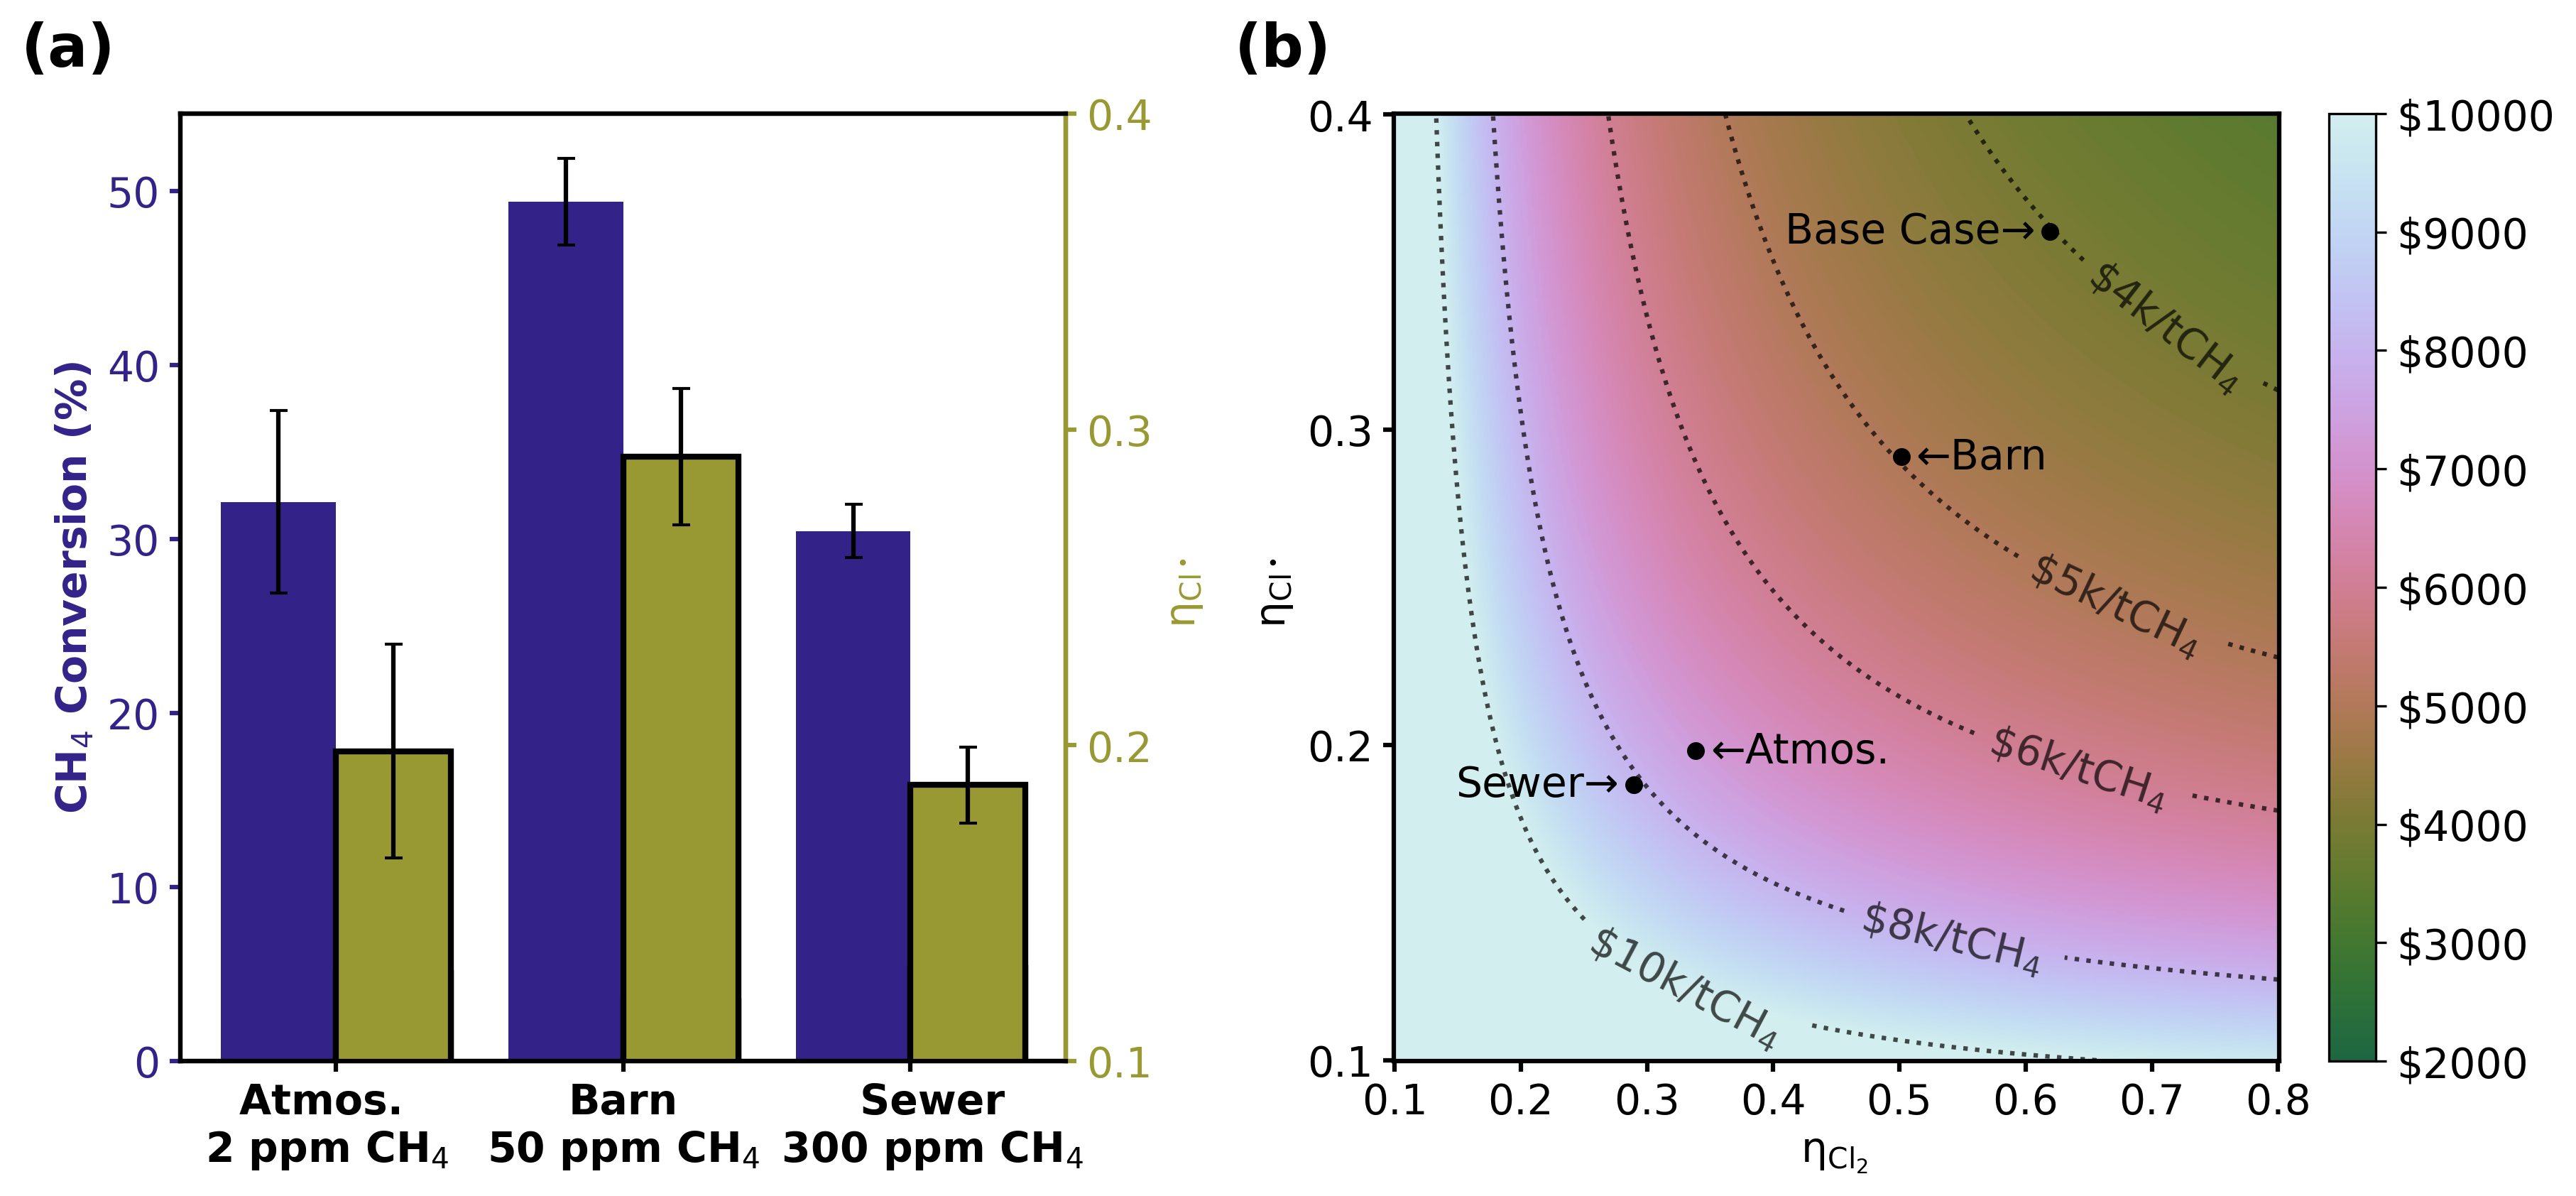 (a)
CH₄ Conversion (%)
50
40
30
20
10
0
0.4
0.3
0.2
0.1
ηCl•
Atmos.
2 ppm CH₄
Barn
50 ppm CH₄
Sewer
300 ppm CH₄
(b)
ηCl•
0.4
0.3
0.2
0.1
Base Case→
←Barn
←Atmos.
Sewer→
$4k/tCH₄
$5k/tCH₄
$6k/tCH₄
$8k/tCH₄
$10k/tCH₄
0.1 0.2 0.3 0.4 0.5 0.6 0.7 0.8
ηCl₂
$10000
$9000
$8000
$7000
$6000
$5000
$4000
$3000
$2000